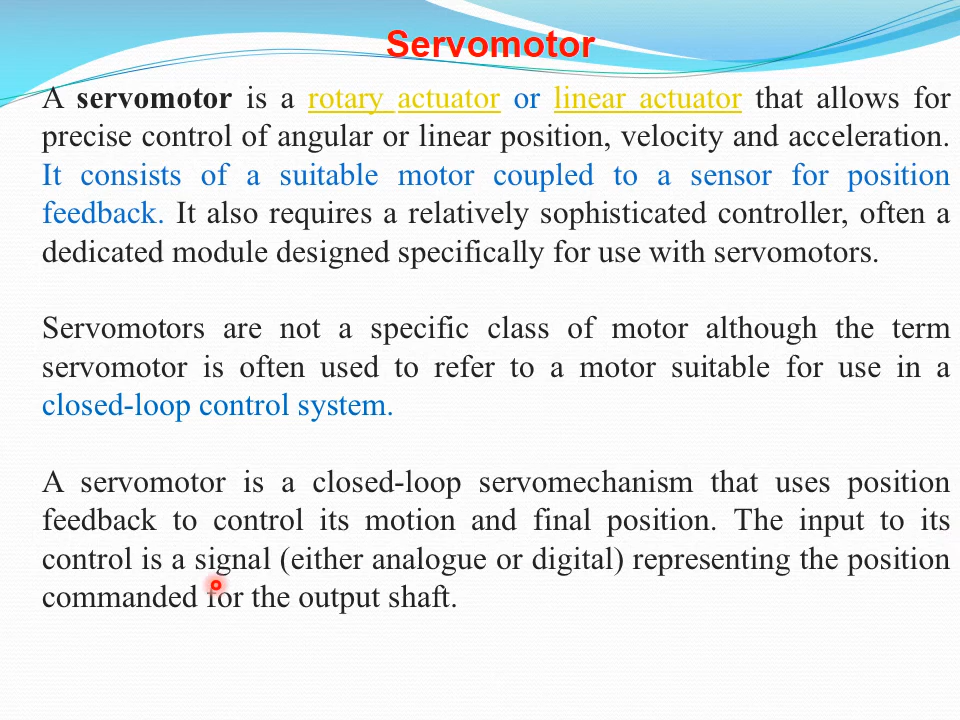 Servomotor
A servomotor is a rotary actuator or linear actuator that allows for
precise control of angular or linear position, velocity and acceleration.
It consists of a suitable motor coupled to a sensor for position
feedback. It also requires a relatively sophisticated controller, often a
dedicated module designed specifically for use with servomotors.
Servomotors are not a specific class of motor although the term
servomotor is often used to refer to a motor suitable for use in a
closed-loop control system.
A servomotor is a closed-loop servomechanism that uses position
feedback to control its motion and final position. The input to its
control is a signal (either analogue or digital) representing the position
commanded for the output shaft.